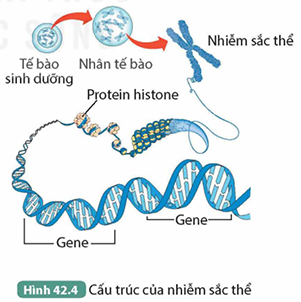 Tế bào
sinh dưỡng
Nhân tế bào
Nhiễm sắc thể
Protein histone
Gene
Gene
Hình 42.4 Cấu trúc của nhiễm sắc thể